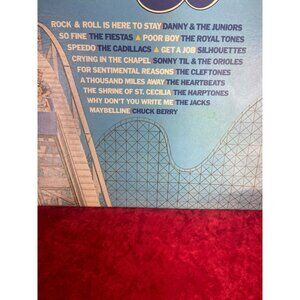 ROCK & ROLL IS HERE TO STAY DANNY & THE JUNIORS
SO FINE THE FIESTAS ▲ POOR BOY THE ROYAL TONES
SPEEDO THE CADILLACS ▲ GET A JOB SILHOUETTES
CRYING IN THE CHAPEL SONNY TIL & THE ORIOLES
FOR SENTIMENTAL REASONS THE CLEFTONES
A THOUSAND MILES AWAY THE HEARTBEATS
THE SHRINE OF ST. CECILIA THE HARPTONES
WHY DON'T YOU WRITE ME THE JACKS
MAYBELLINE CHUCK BERRY